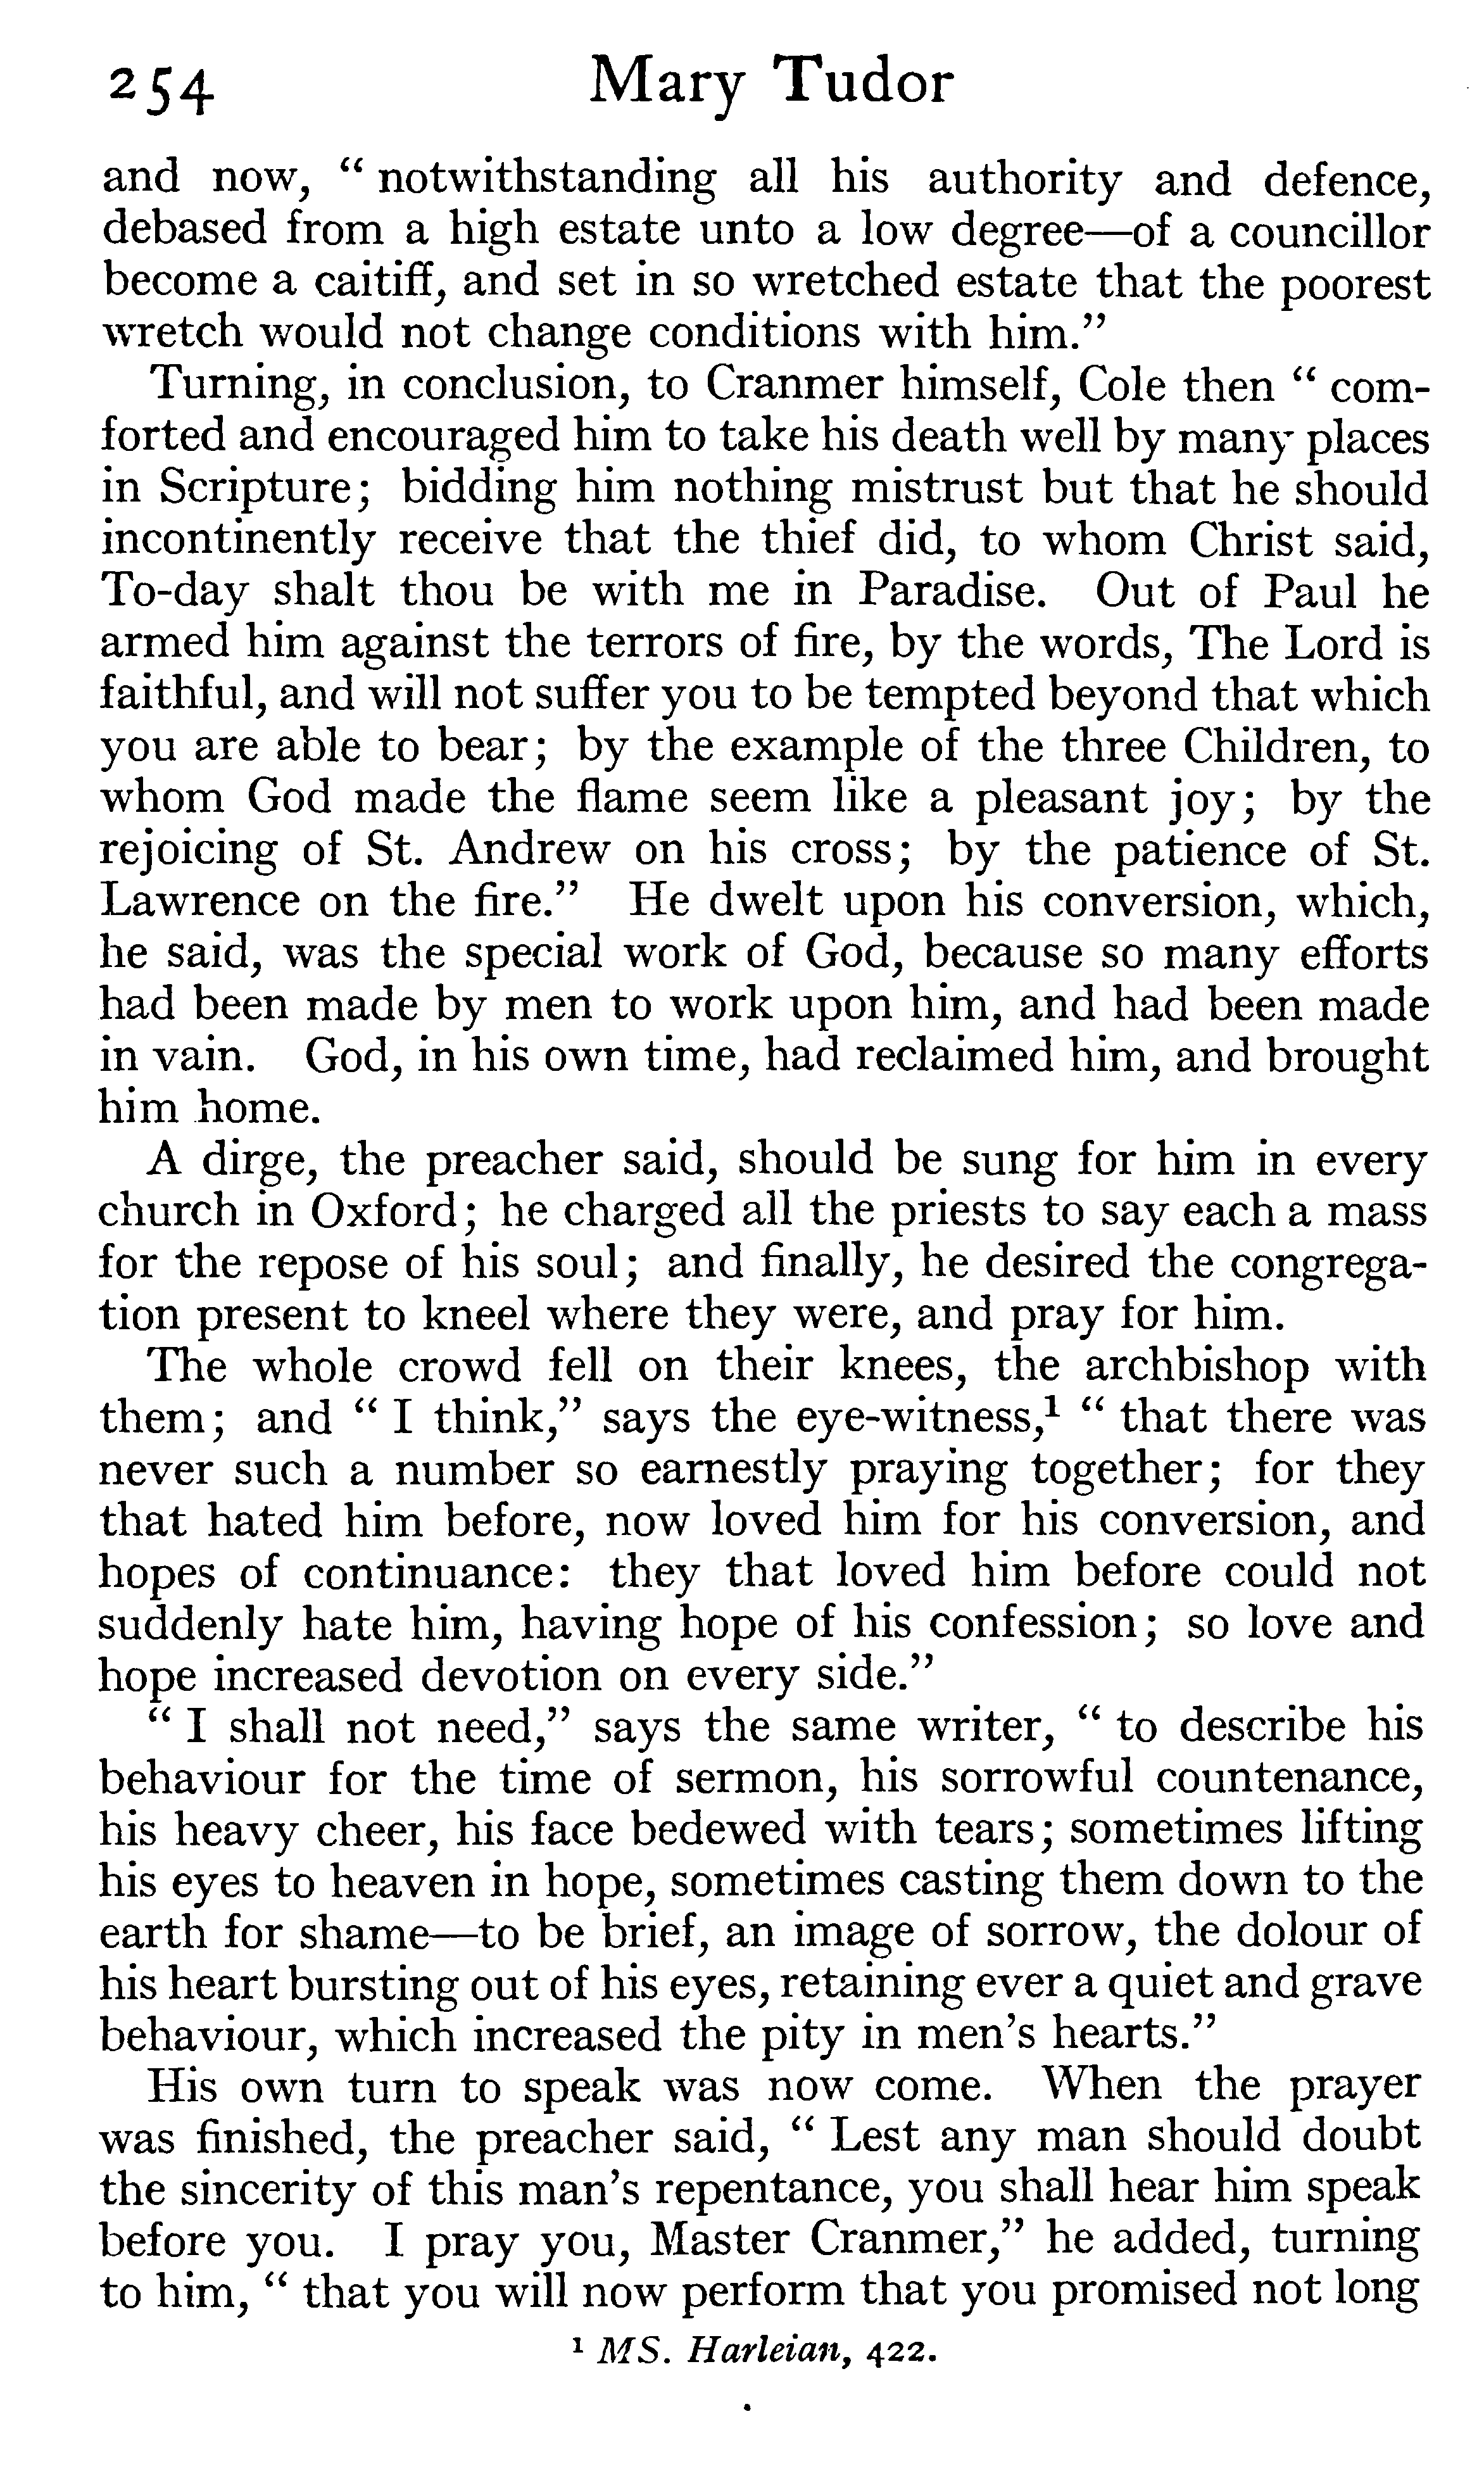 254 Mary Tudor
and now, " notwithstanding all his authority and defence,
debased from a high estate unto a low degree—of a councillor
become a caitiff, and set in so wretched estate that the poorest
wretch would not change conditions with him."
Turning, in conclusion, to Cranmer himself, Cole then " com-
forted and encouraged him to take his death well by many places
in Scripture; bidding him nothing mistrust but that he should
incontinently receive that the thief did, to whom Christ said,
To-day shalt thou be with me in Paradise. Out of Paul he
armed him against the terrors of fire, by the words, The Lord is
faithful, and will not suffer you to be tempted beyond that which
you are able to bear; by the example of the three Children, to
whom God made the flame seem like a pleasant joy; by the
rejoicing of St. Andrew on his cross; by the patience of St.
Lawrence on the fire." He dwelt upon his conversion, which,
he said, was the special work of God, because so many efforts
had been made by men to work upon him, and had been made
in vain. God, in his own time, had reclaimed him, and brought
him home.
A dirge, the preacher said, should be sung for him in every
church in Oxford; he charged all the priests to say each a mass
for the repose of his soul; and finally, he desired the congrega-
tion present to kneel where they were, and pray for him.
The whole crowd fell on their knees, the archbishop with
them; and " I think," says the eye-witness,¹ " that there was
never such a number so earnestly praying together; for they
that hated him before, now loved him for his conversion, and
hopes of continuance: they that loved him before could not
suddenly hate him, having hope of his confession; so love and
hope increased devotion on every side."
" I shall not need," says the same writer, " to describe his
behaviour for the time of sermon, his sorrowful countenance,
his heavy cheer, his face bedewed with tears; sometimes lifting
his eyes to heaven in hope, sometimes casting them down to the
earth for shame—to be brief, an image of sorrow, the dolour of
his heart bursting out of his eyes, retaining ever a quiet and grave
behaviour, which increased the pity in men's hearts."
His own turn to speak was now come. When the prayer
was finished, the preacher said, " Lest any man should doubt
the sincerity of this man's repentance, you shall hear him speak
before you. I pray you, Master Cranmer," he added, turning
to him, " that you will now perform that you promised not long
¹ MS. Harleian, 422.